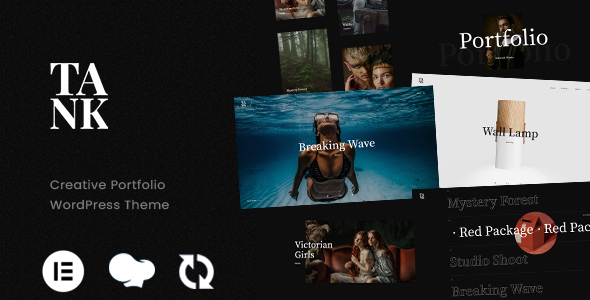 TA
NK
Creative Portfolio
WordPress Theme
Portfolio
Portfolio
Breaking Wave
Wall Lamp
Victorian
Girls
Mystery Forest
· Red Package · Red Pac
Studio Shoot
Breaking Wave